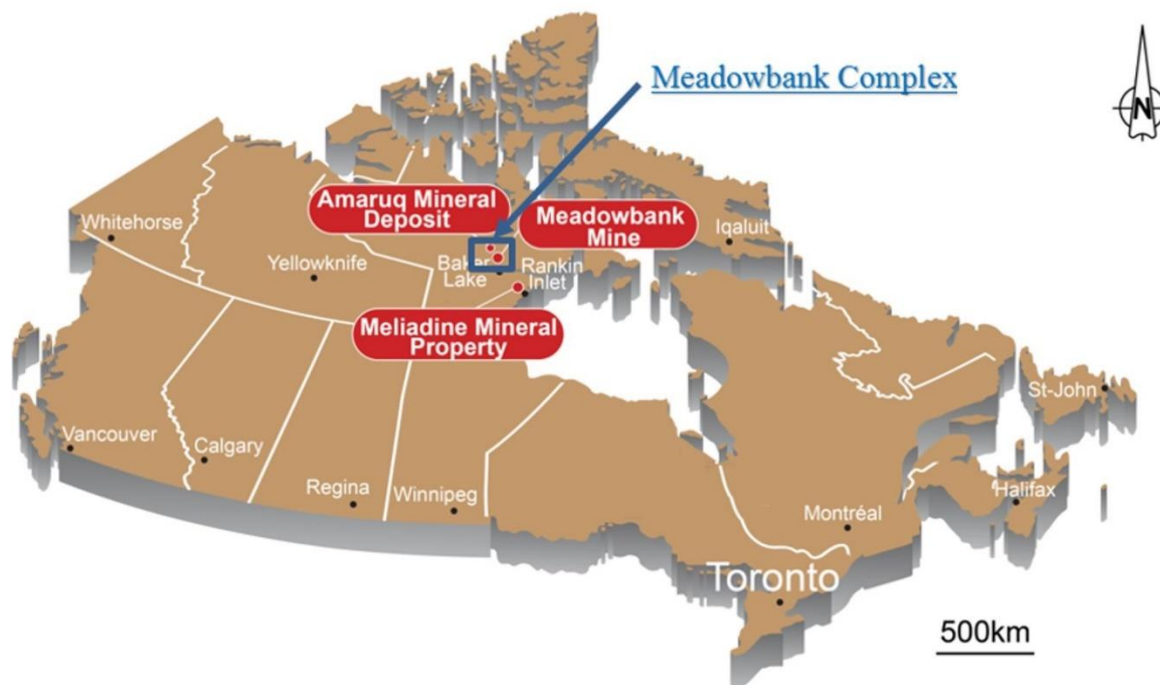 Meadowbank Complex
N
Amaruq Mineral
Deposit
Meadowbank
Mine
Whitehorse
Iqaluit
Yellowknife
Baker
Lake
Rankin
Inlet
Meliadine Mineral
Property
St-John
Vancouver
Calgary
Regina
Winnipeg
Halifax
Montréal
Toronto
500km